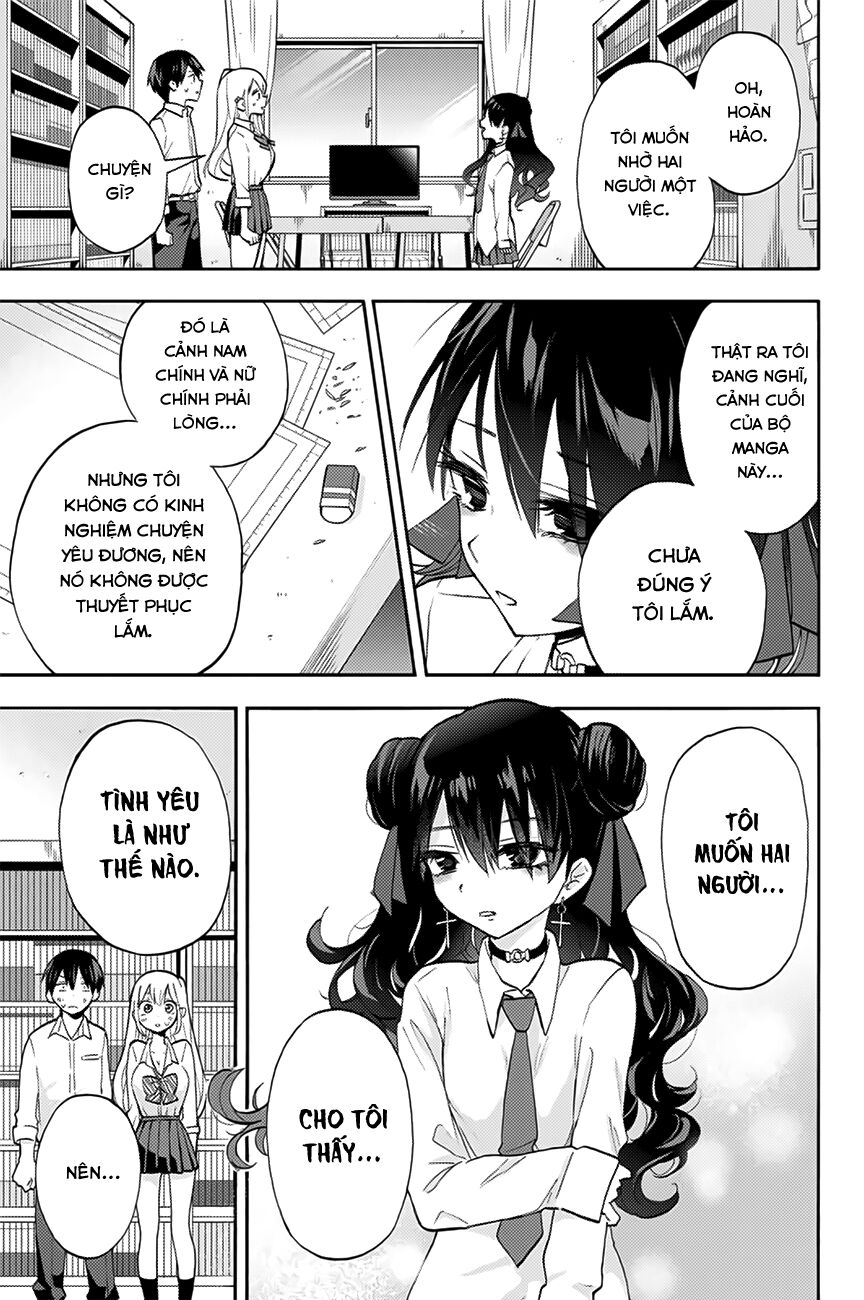 OH,
HOÀN
HẢO.
TÔI MUỐN
NHỜ HAI
NGƯỜI MỘT
VIỆC.
CHUYỆN
GÌ?
THẬT RA TÔI
ĐANG NGHĨ,
CẢNH CUỐI
CỦA BỘ
MANGA
NÀY...
CHƯA
ĐÚNG Ý
TÔI LẮM.
ĐÓ LÀ
CẢNH NAM
CHÍNH VÀ NỮ
CHÍNH PHẢI
LÒNG...
NHƯNG TÔI
KHÔNG CÓ KINH
NGHIỆM CHUYỆN
YÊU ĐƯƠNG, NÊN
NÓ KHÔNG ĐƯỢC
THUYẾT PHỤC
LẮM.
TÔI
MUỐN HAI
NGƯỜI...
CHO TÔI
THẤY...
TÌNH YÊU
LÀ NHƯ
THẾ NÀO.
NÊN...